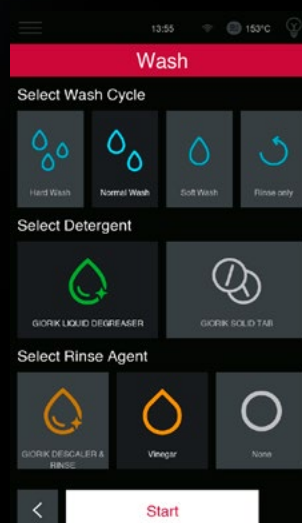 13:55 153°C
Wash
Select Wash Cycle
Hard Wash Normal Wash Soft Wash Rinse only
Select Detergent
GIORIK LIQUID DEGREASER GIORIK SOLID TAB
Select Rinse Agent
GIORIK DESCALER &
RINSE
Vinegar None
Start